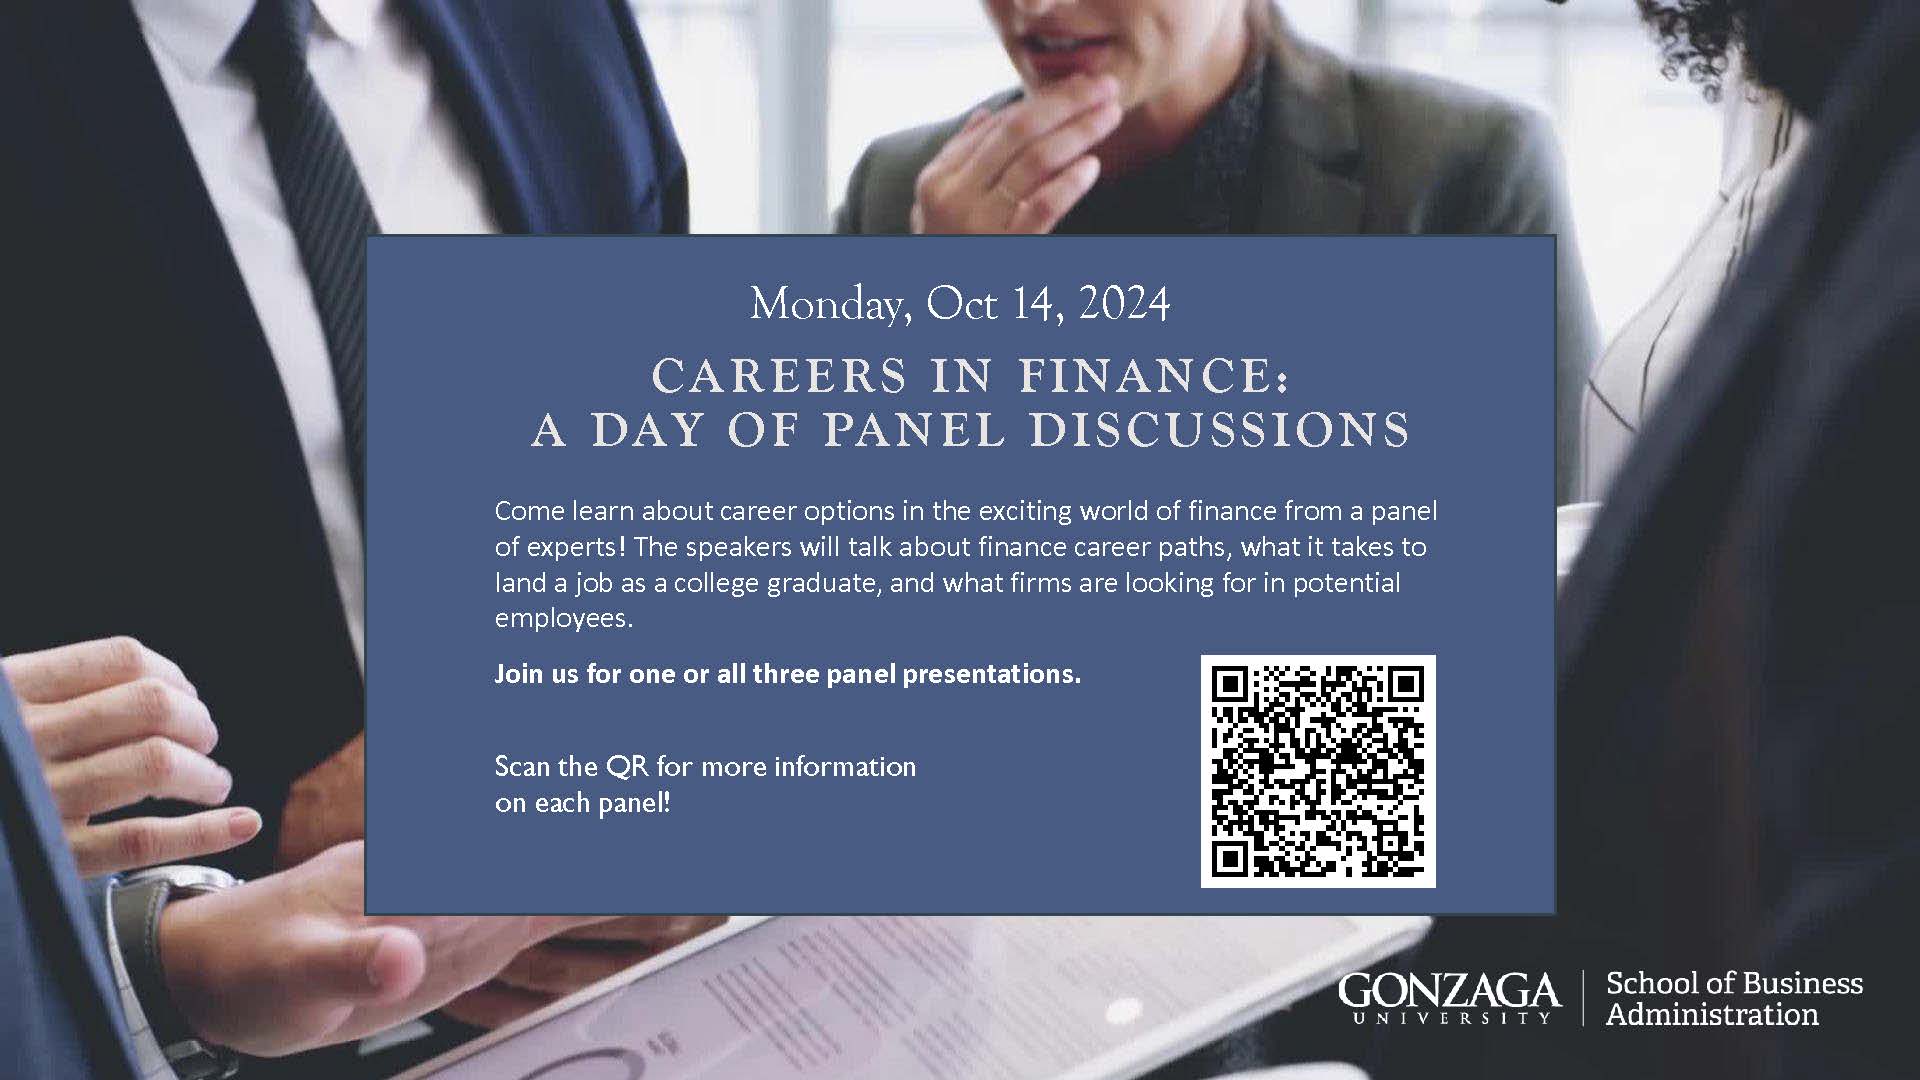 Monday, Oct 14, 2024
CAREERS IN FINANCE:
A DAY OF PANEL DISCUSSIONS
Come learn about career options in the exciting world of finance from a panel
of experts! The speakers will talk about finance career paths, what it takes to
land a job as a college graduate, and what firms are looking for in potential
employees.
Join us for one or all three panel presentations.
Scan the QR for more information
on each panel!
GONZAGA
UNIVERSITY
School of Business
Administration